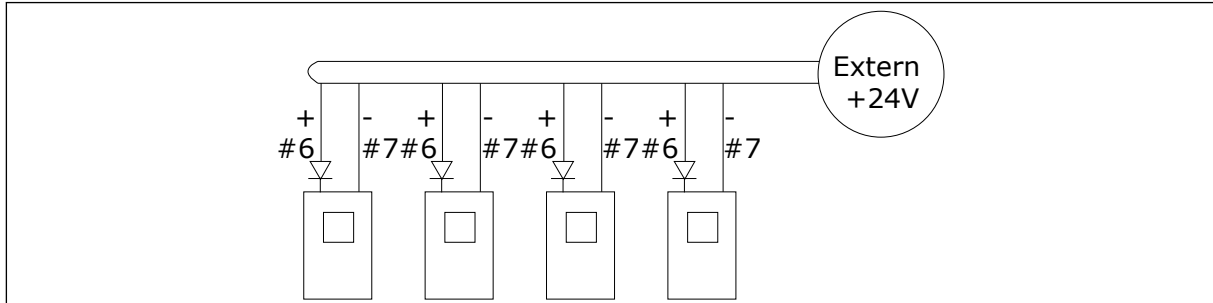 Extern
+24V
+ - + - + - + -
#6 #7 #6 #7 #6 #7 #6 #7